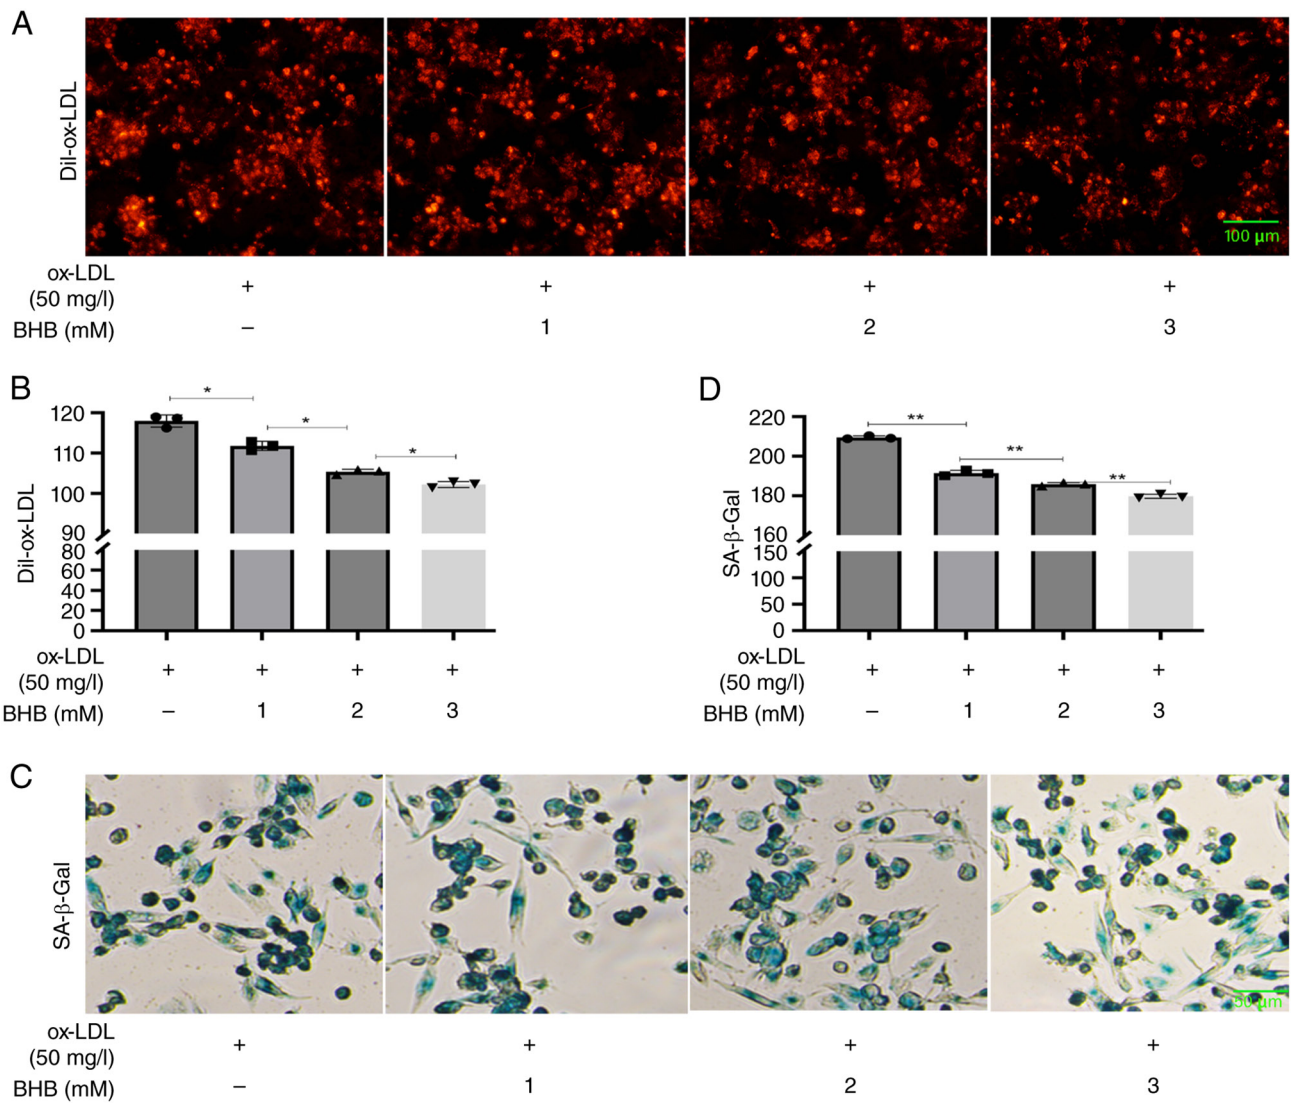 A
Dil-ox-LDL
100 µm
ox-LDL
(50 mg/l)
+ + + +
BHB (mM) – 1 2 3
B
Dil-ox-LDL
120
110
100
90
80
60
40
20
0
* * *
ox-LDL
(50 mg/l)
+ + + +
BHB (mM) – 1 2 3
D
SA-β-Gal
220
200
180
160
150
100
50
0
** ** **
ox-LDL
(50 mg/l)
+ + + +
BHB (mM) – 1 2 3
C
SA-β-Gal
50 µm
ox-LDL
(50 mg/l)
+ + + +
BHB (mM) – 1 2 3